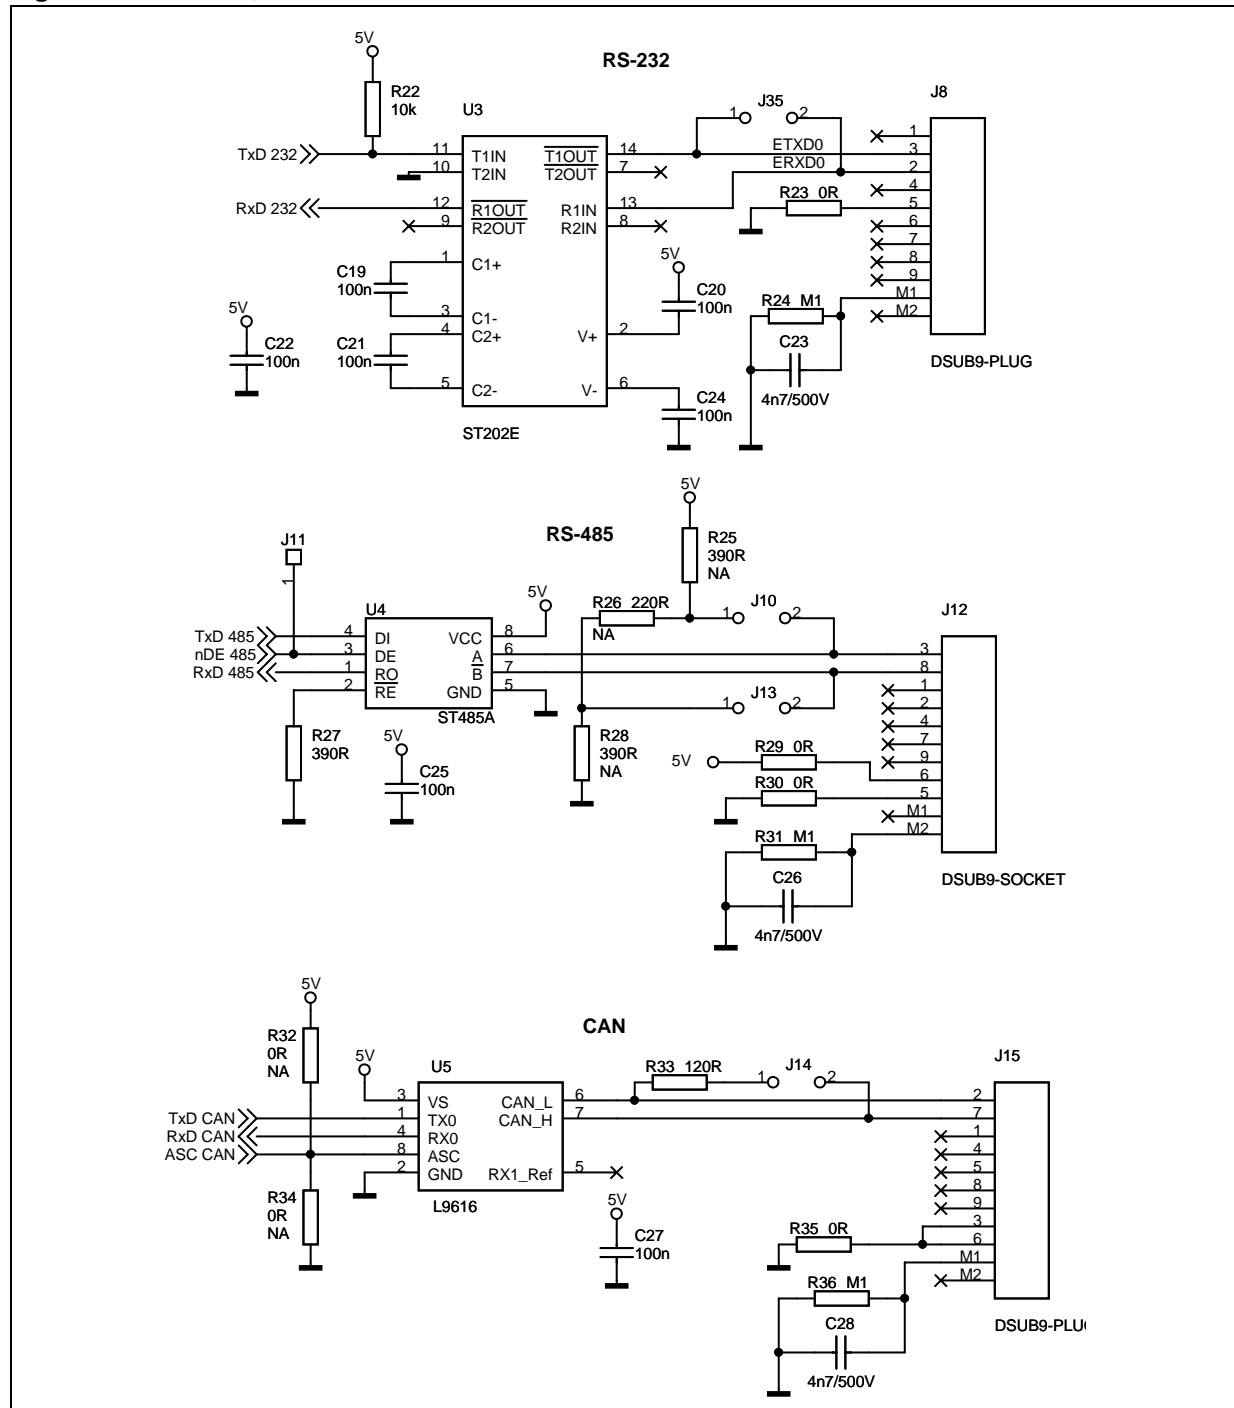 5V
RS-232
R22
10k
U3
J35
1 2
J8
TxD 232
11 T1IN
T1OUT 14
ETXD0
1
3
10 T2IN
T2OUT 7
ERXD0
2
4
RxD 232
12 R1OUT
R1IN 13
R23 0R
5
9 R2OUT
R2IN 8
6
7
8
9
M1
M2
1 C1+
C19
100n
3 C1-
5V
C20
100n
R24 M1
5V
C22
100n
C21
100n
4 C2+
V+ 2
C23
4n7/500V
DSUB9-PLUG
5 C2-
V- 6
C24
100n
ST202E
5V
RS-485
J11
1
R25
390R
NA
5V
U4
R26 220R
NA
J10
1 2
J12
TxD 485
4 DI
VCC 8
nDE 485
3 DE
A 6
3
RxD 485
1 RO
B 7
8
2 RE
GND 5
J13
1 2
1
2
4
7
9
6
5
M1
M2
ST485A
R27
390R
5V
C25
100n
R28
390R
NA
5V
R29 0R
R30 0R
R31 M1
C26
4n7/500V
DSUB9-SOCKET
5V
CAN
R32
0R
NA
5V
U5
R33 120R
J14
1 2
J15
3 VS
CAN_L 6
2
TxD CAN
1 TX0
CAN_H 7
7
RxD CAN
4 RX0
1
ASC CAN
8 ASC
4
2 GND
RX1_Ref 5
5
8
9
3
6
M1
M2
R34
0R
NA
L9616
5V
C27
100n
R35 0R
R36 M1
C28
4n7/500V
DSUB9-PLU